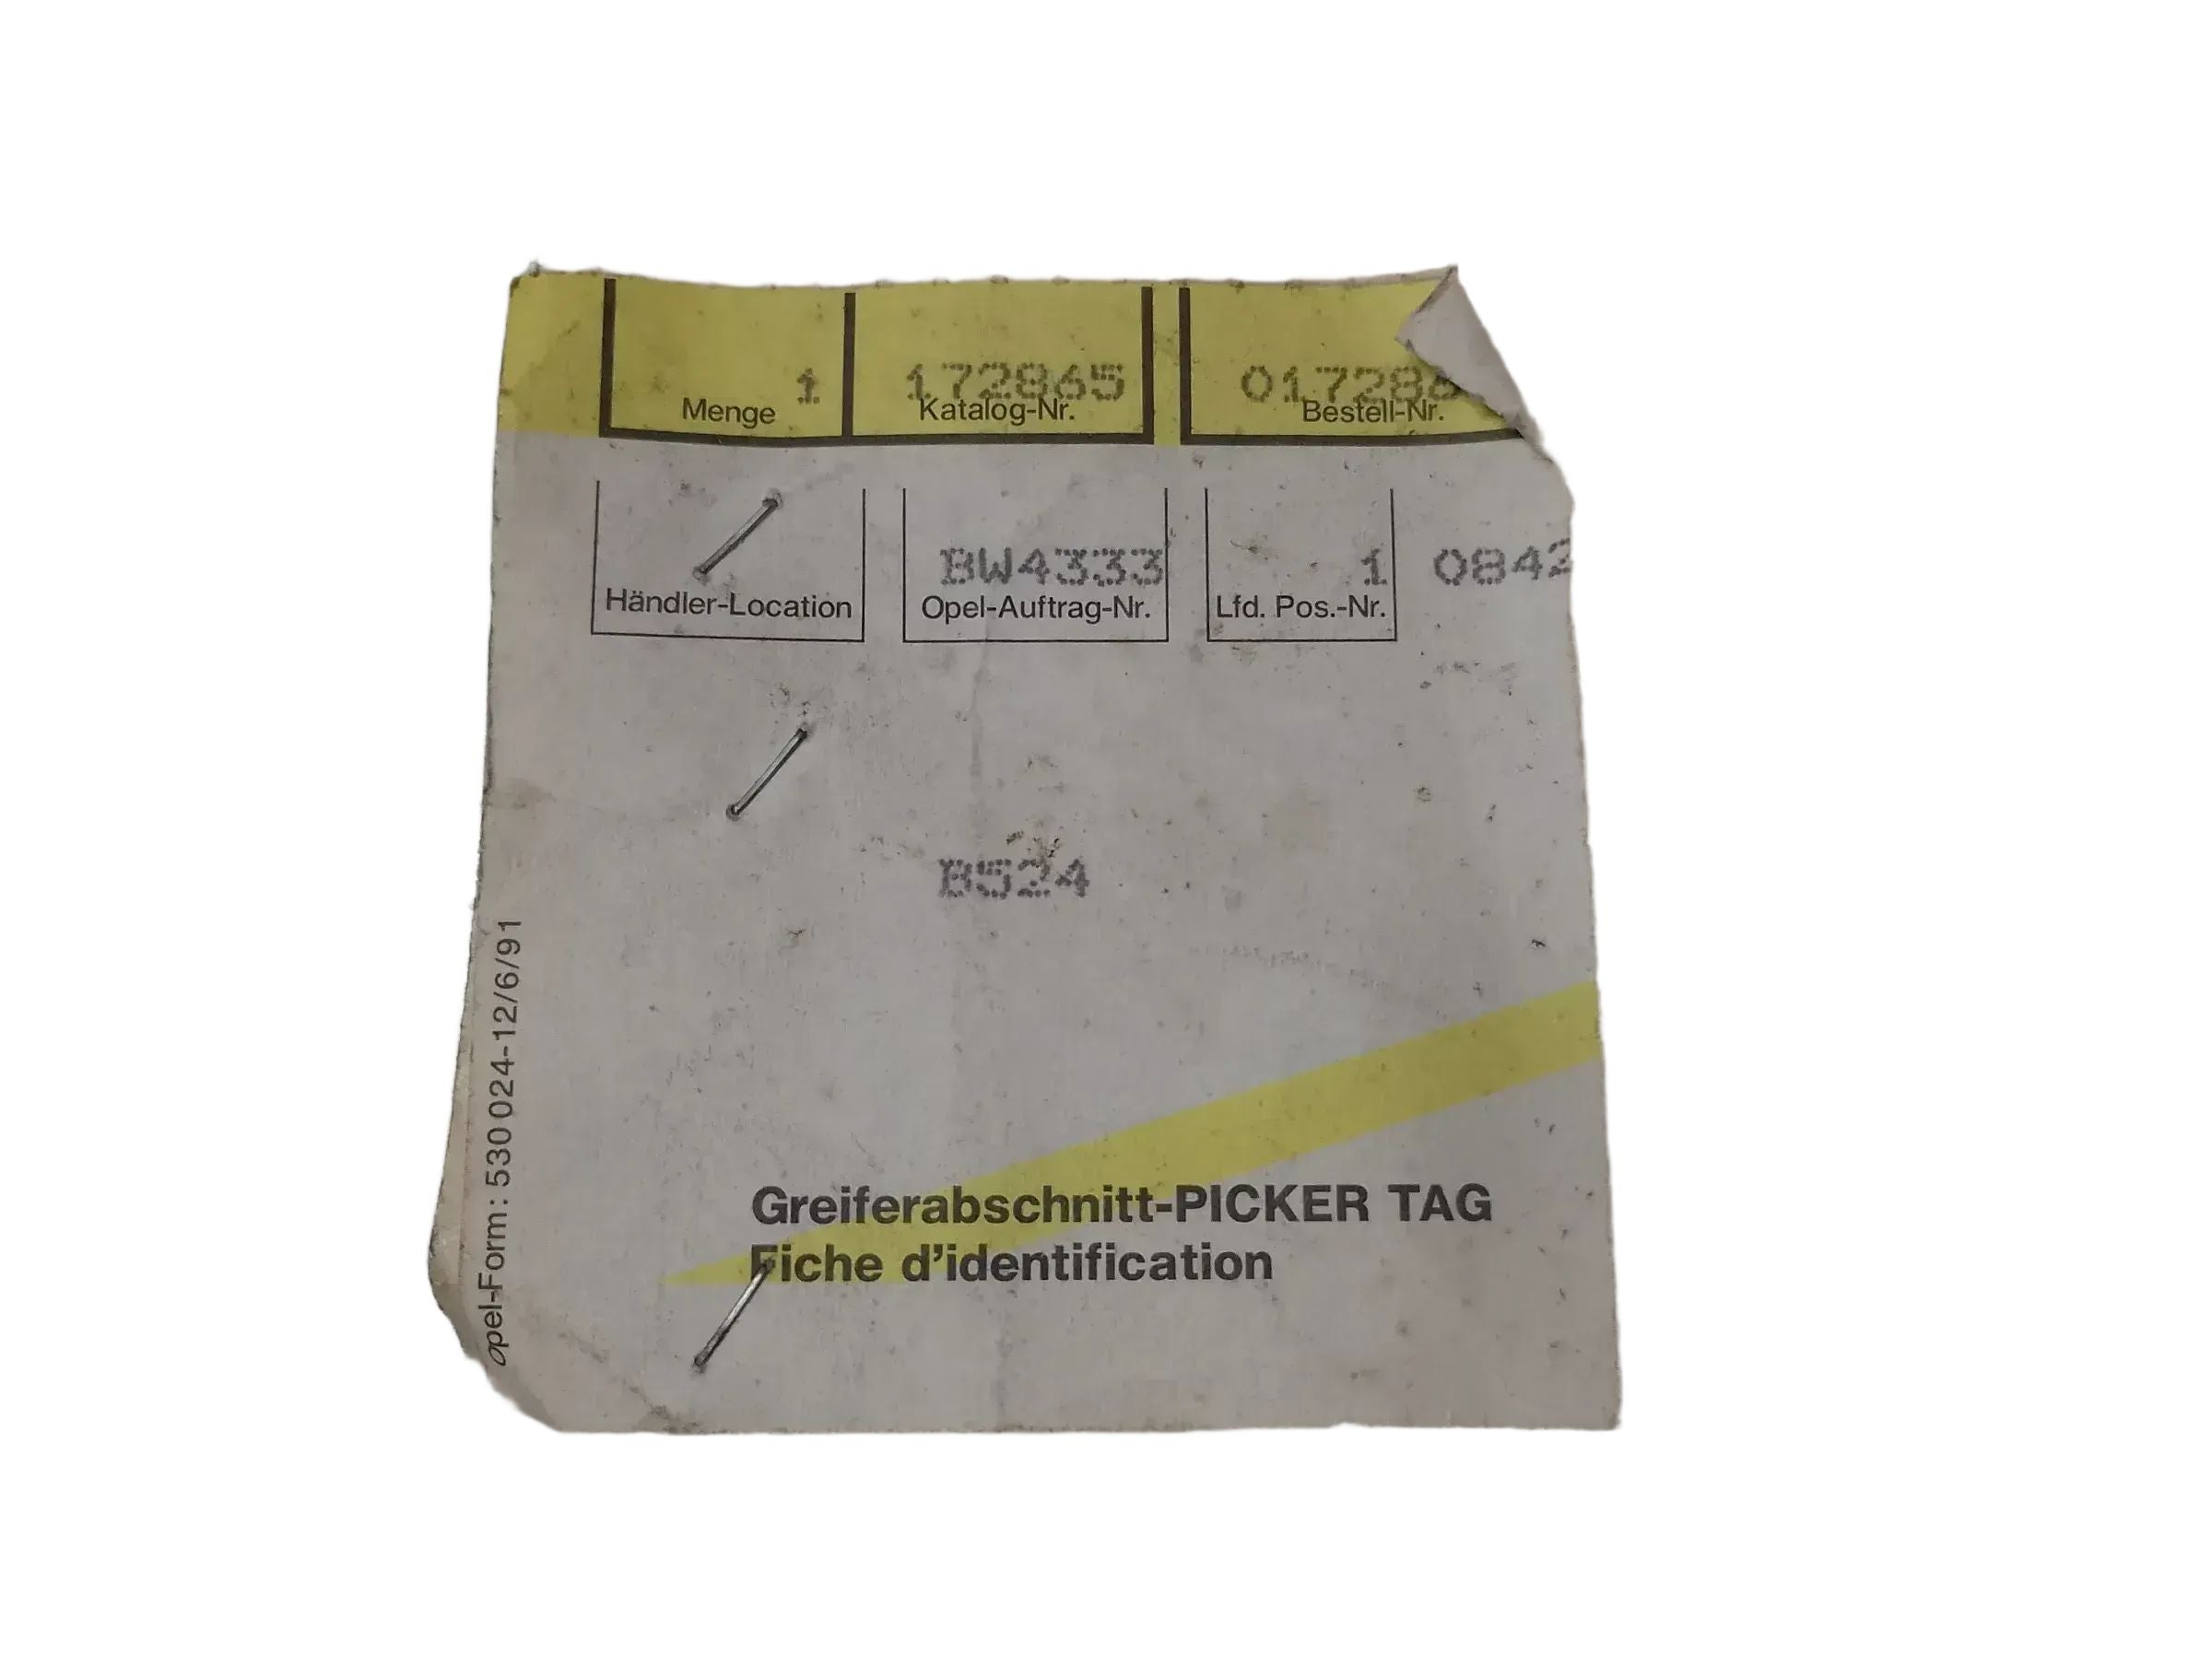 1 172865 017286
Menge Katalog-Nr. Bestell-Nr.
BW4333 1 0842
Händler-Location Opel-Auftrag-Nr. Lfd. Pos.-Nr.
B524
Greiferabschnitt-PICKER TAG
Fiche d'identification
Opel-Form: 530 024-12/6/91